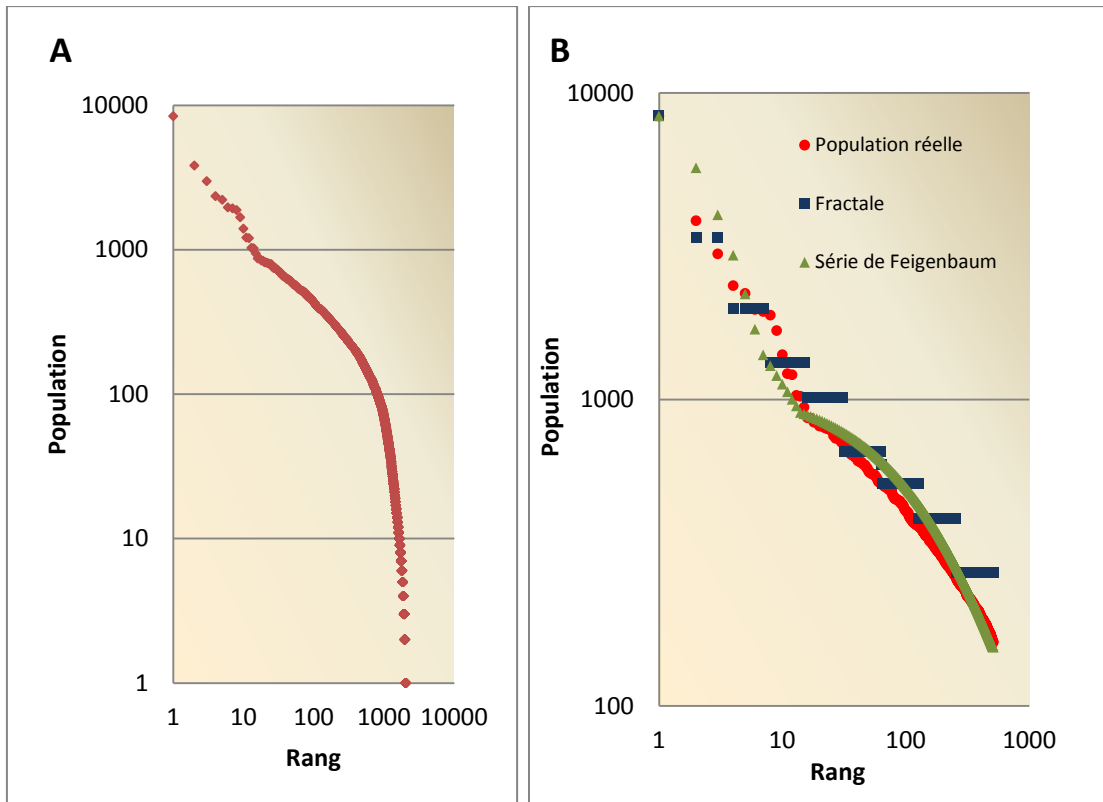 A
10000
1000
100
10
1
Population
1 10 100 1000 10000
Rang
B
10000
1000
100
Population
Population réelle
Fractale
Série de Feigenbaum
1 10 100 1000
Rang